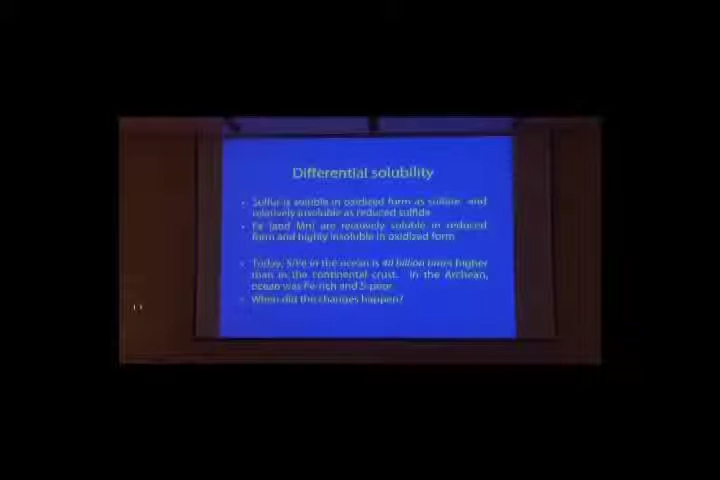 Differential solubility
• Sulfur is soluble in oxidized form as sulfate and
relatively insoluble as reduced sulfide
• Fe (and Mn) are relatively soluble in reduced
form and highly insoluble in oxidized form
• Today, S/Fe in the ocean is 40 billion times higher
than in the continental crust. In the Archean,
ocean was Fe-rich and S-poor
• When did the changes happen?